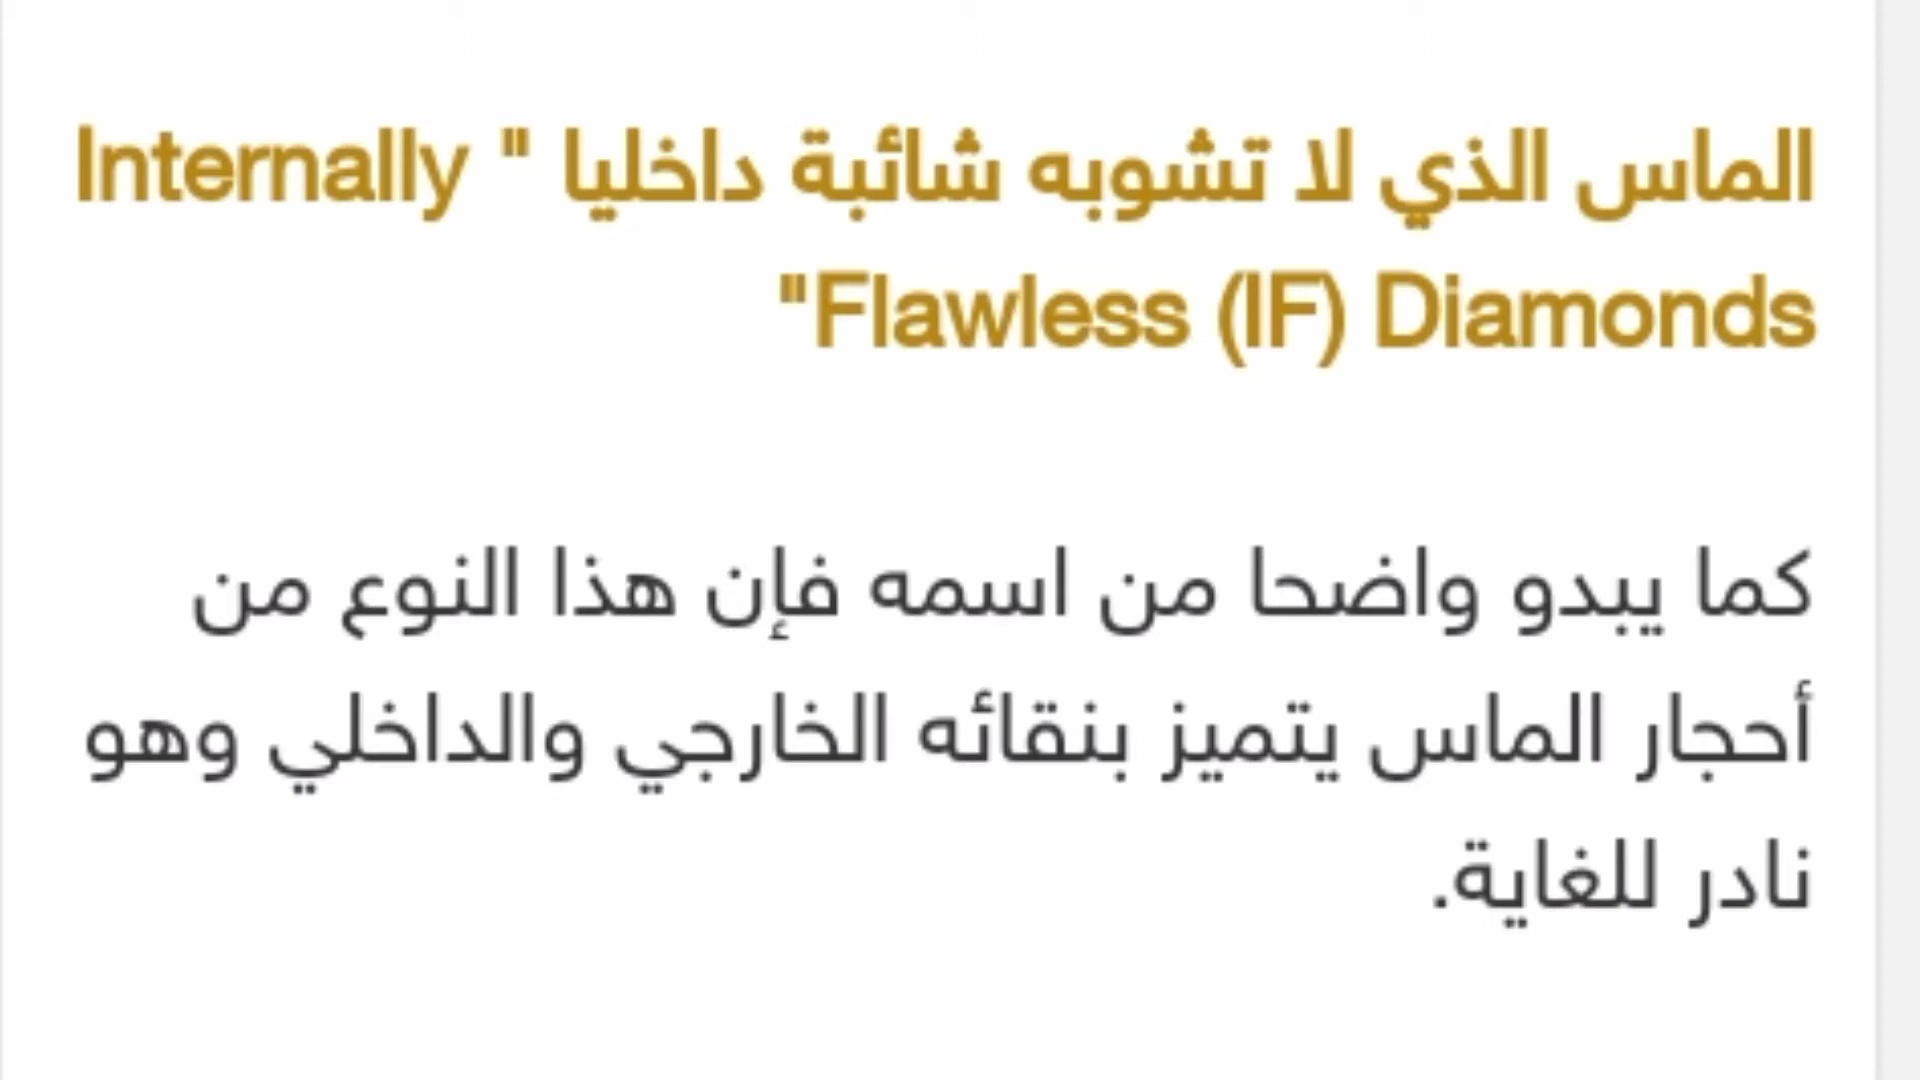 الماس الذي لا تشوبه شائبة داخليا " Internally
Flawless (IF) Diamonds"
كما يبدو واضحا من اسمه فإن هذا النوع من
أحجار الماس يتميز بنقائه الخارجي والداخلي وهو
نادر للغاية.